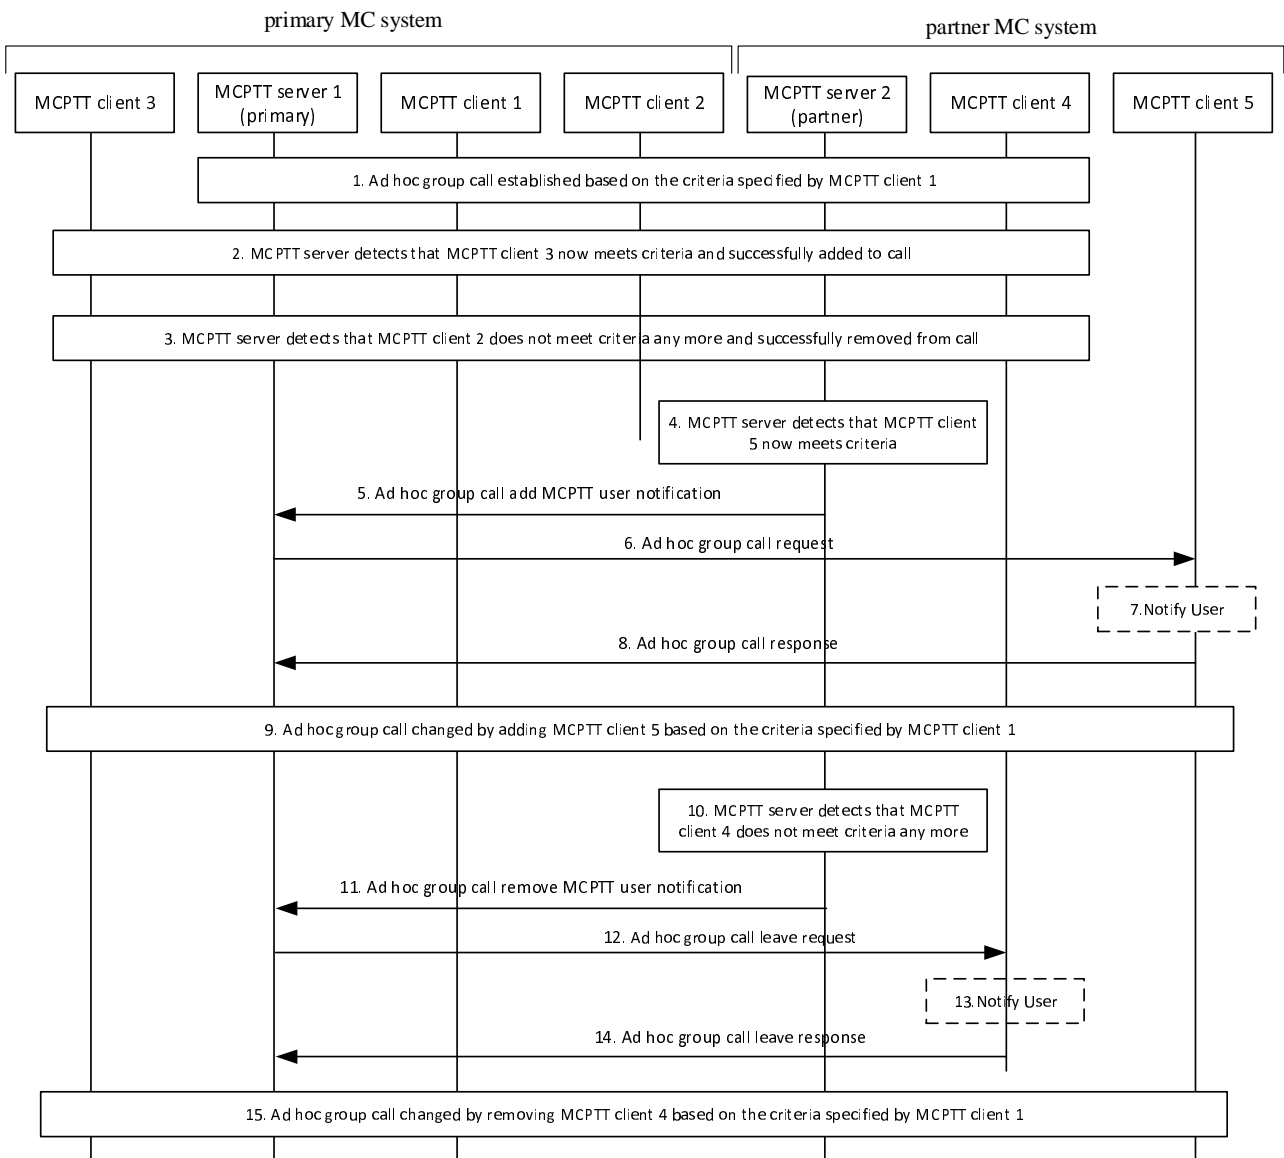 primary MC system
partner MC system
MCPTT client 3
MCPTT server 1
(primary)
MCPTT client 1
MCPTT client 2
MCPTT server 2
(partner)
MCPTT client 4
MCPTT client 5
1. Ad hoc group call established based on the criteria specified by MCPTT client 1
2. MCPTT server detects that MCPTT client 3 now meets criteria and successfully added to call
3. MCPTT server detects that MCPTT client 2 does not meet criteria any more and successfully removed from call
4. MCPTT server detects that MCPTT client
5 now meets criteria
5. Ad hoc group call add MCPTT user notification
6. Ad hoc group call request
7.Notify User
8. Ad hoc group call response
9. Ad hoc group call changed by adding MCPTT client 5 based on the criteria specified by MCPTT client 1
10. MCPTT server detects that MCPTT
client 4 does not meet criteria any more
11. Ad hoc group call remove MCPTT user notification
12. Ad hoc group call leave request
13.Notify User
14. Ad hoc group call leave response
15. Ad hoc group call changed by removing MCPTT client 4 based on the criteria specified by MCPTT client 1